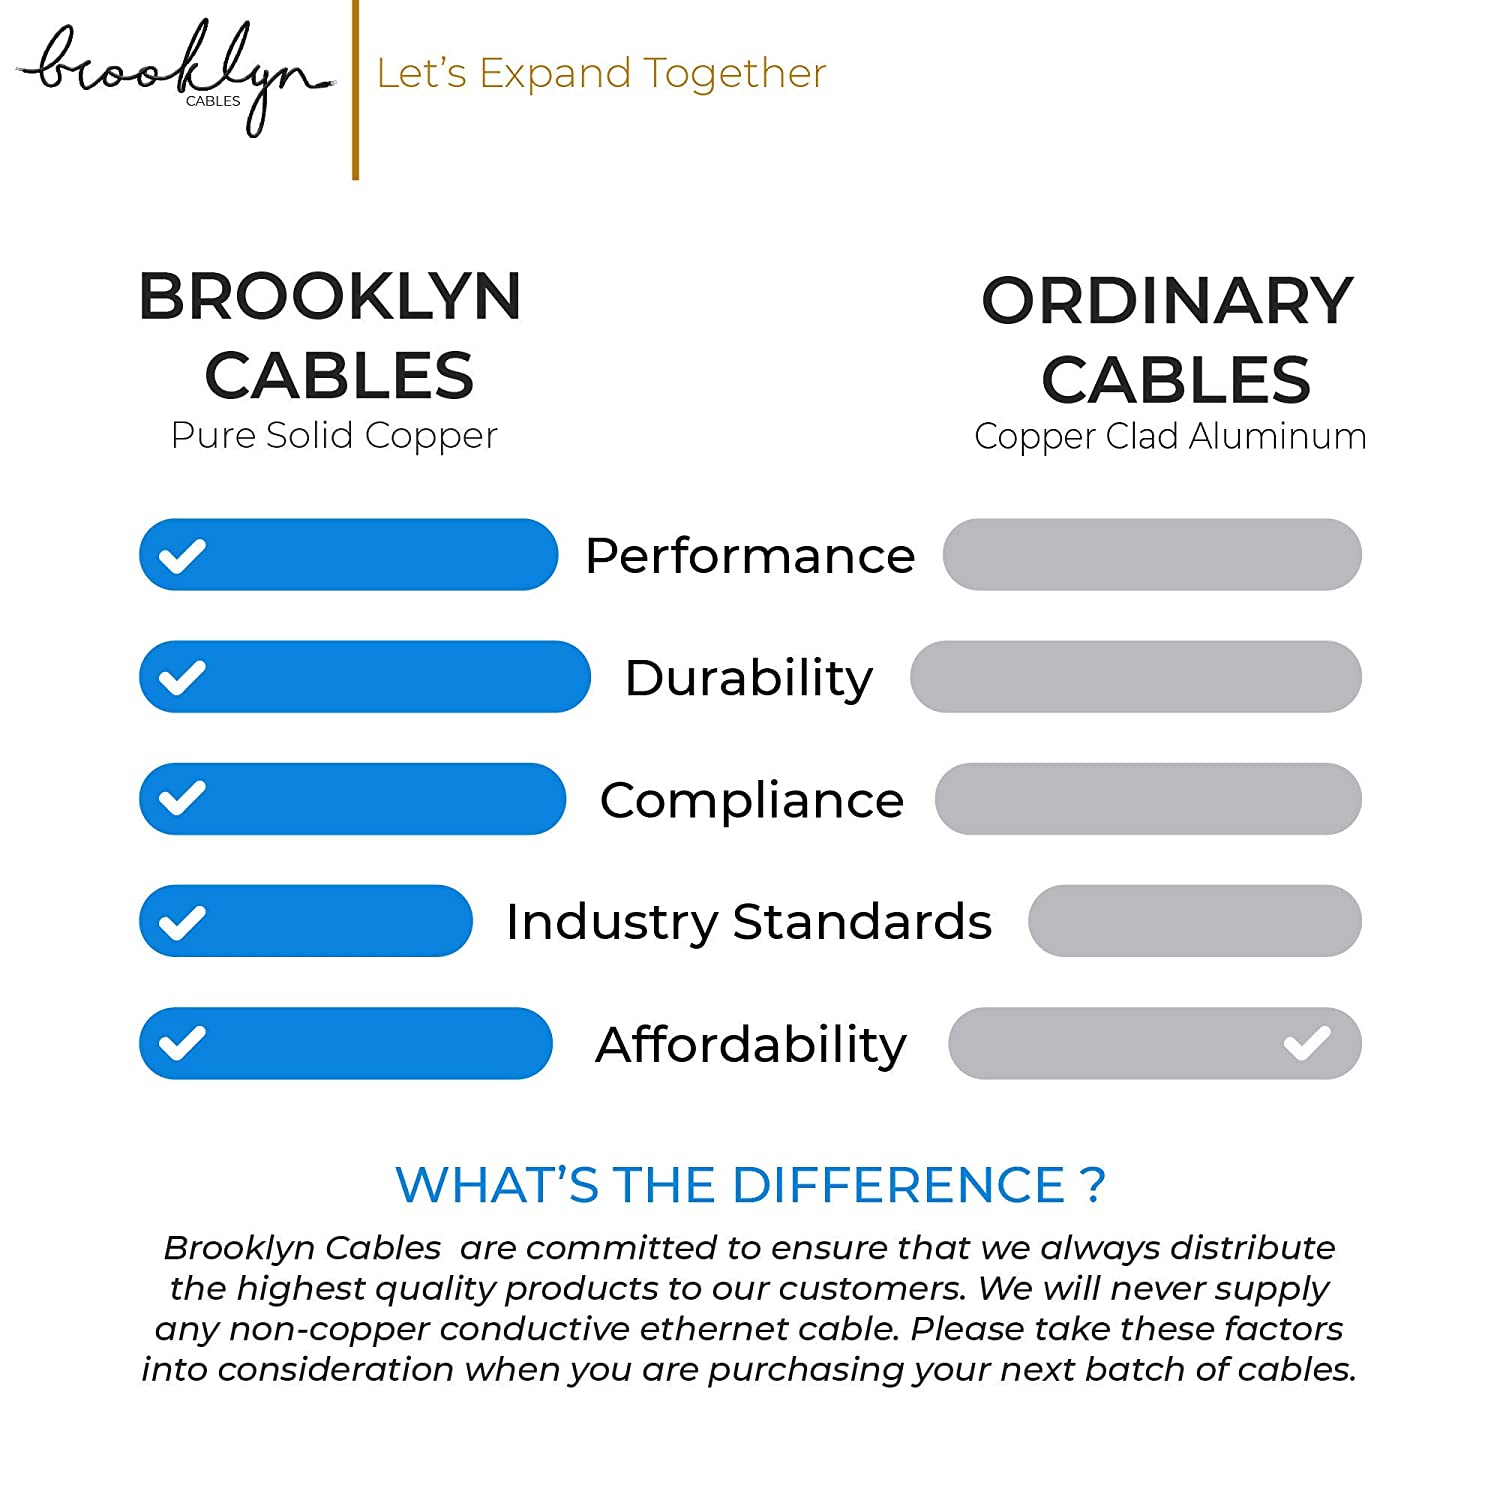 brooklyn
CABLES
Let’s Expand Together
BROOKLYN
CABLES
Pure Solid Copper
ORDINARY
CABLES
Copper Clad Aluminum
Performance
Durability
Compliance
Industry Standards
Affordability
WHAT’S THE DIFFERENCE ?
Brooklyn Cables are committed to ensure that we always distribute
the highest quality products to our customers. We will never supply
any non-copper conductive ethernet cable. Please take these factors
into consideration when you are purchasing your next batch of cables.